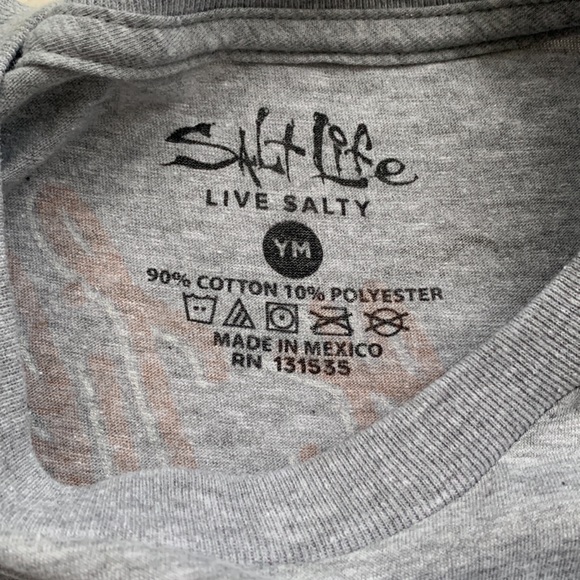 Salt Life
LIVE SALTY
YM
90% COTTON 10% POLYESTER
MADE IN MEXICO
RN 131535